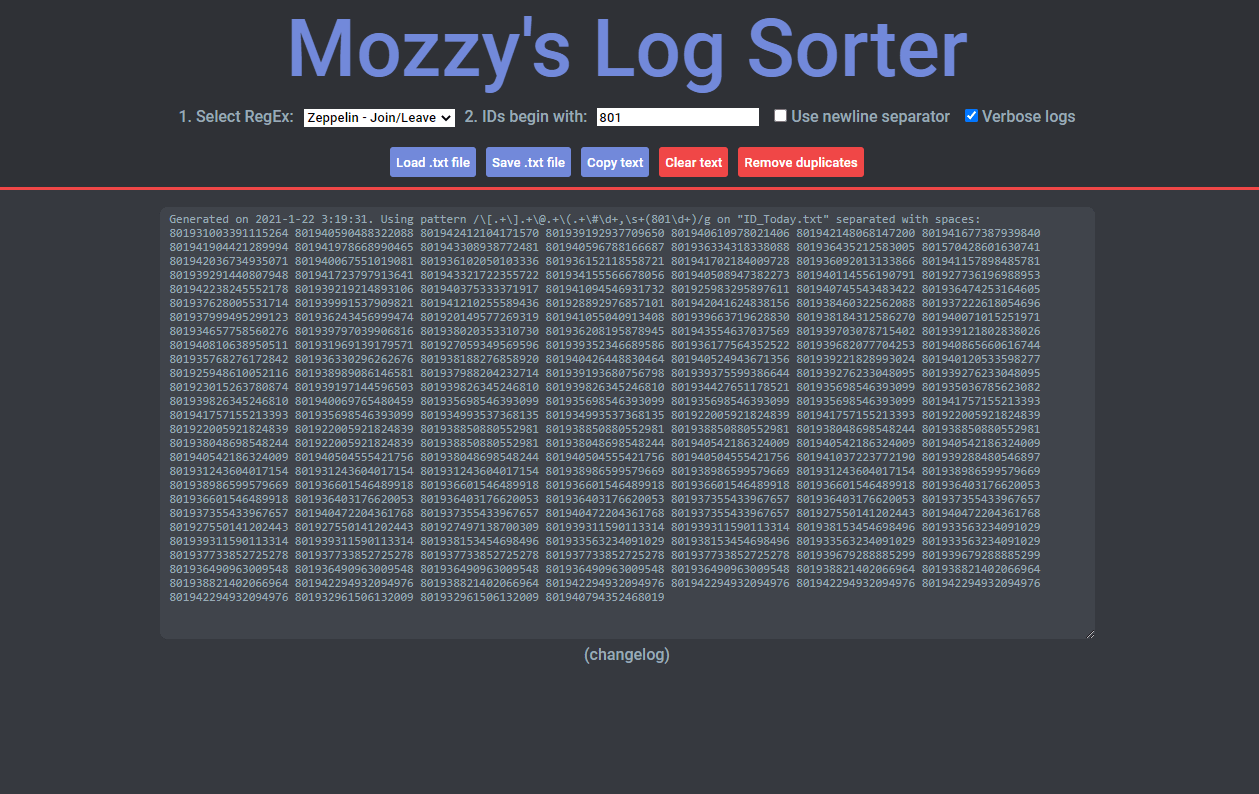 Mozzy's Log Sorter
1. Select RegEx: Zeppelin - Join/Leave 2. IDs begin with: 801 Use newline separator Verbose logs
Load .txt file Save .txt file Copy text Clear text Remove duplicates
Generated on 2021-1-22 3:19:31. Using pattern /\[.+\].+\@.+\(.+\#\d+,\s+(801\d+)/g on "ID_Today.txt" separated with spaces:
801931003391115264 801940590488322088 801942412104171570 801939192937709650 801940610978021406 801942148068147200 801941677387939840
801941904421289994 801941978668990465 801943308938772481 801940596788166687 801936334318338088 801936435212583005 801570428601630741
801942036734935071 801940067551019081 801936102050103336 801936152118558721 801941702184009728 801936092013133866 801941157898485781
801939291440807948 801941723797913641 801943321722355722 801934155566678056 801940508947382273 801940114556190791 801927736196988953
801942238245552178 801939219214893106 801940375333371917 801941094546931732 801925983295897611 801940745543483422 801936474253164605
801937628005531714 801939991537909821 801941210255589436 801928892976857101 801942041624838156 801938460322562088 801937222618054696
801937999495299123 801936243456999474 801920149577269319 801941055040913408 801939663719628830 801938184312586270 801940071015251971
801934657758560276 801939797039906816 801938020353310730 801936208195878945 801943554637037569 801939703078715402 801939121802838026
801940810638950511 801931969139179571 801927059349569596 801939352346689586 801936177564352522 801939682077704253 801940865660616744
801935768276172842 801936330296262676 801938188276858920 801940426448830464 801940524943671356 801939221828993024 801940120533598277
801925948610052116 801938989086146581 801937988204232714 801939193680756798 801939375599386644 801939276233048095 801939276233048095
801923015263780874 801939197144596503 801939826345246810 801939826345246810 801934427651178521 801935698546393099 801935036785623082
801939826345246810 801940069765480459 801935698546393099 801935698546393099 801935698546393099 801935698546393099 801941757155213393
801941757155213393 801935698546393099 801934993537368135 801934993537368135 801922005921824839 801941757155213393 801922005921824839
801922005921824839 801922005921824839 801938850880552981 801938850880552981 801938850880552981 801938048698548244 801938850880552981
801938048698548244 801922005921824839 801938850880552981 801938048698548244 801940542186324009 801940542186324009 801940542186324009
801940542186324009 801940504555421756 801938048698548244 801940504555421756 801940504555421756 801941037223772190 801939288480546897
801931243604017154 801931243604017154 801931243604017154 801938986599579669 801938986599579669 801931243604017154 801938986599579669
801938986599579669 801936601546489918 801936601546489918 801936601546489918 801936601546489918 801936601546489918 801936403176620053
801936601546489918 801936403176620053 801936403176620053 801936403176620053 801937355433967657 801936403176620053 801937355433967657
801937355433967657 801940472204361768 801937355433967657 801940472204361768 801937355433967657 801927550141202443 801940472204361768
801927550141202443 801927550141202443 801927497138700309 801939311590113314 801939311590113314 801938153454698496 801933563234091029
801939311590113314 801939311590113314 801938153454698496 801933563234091029 801938153454698496 801933563234091029 801933563234091029
801937733852725278 801937733852725278 801937733852725278 801937733852725278 801937733852725278 801939679288885299 801939679288885299
801936490963009548 801936490963009548 801936490963009548 801936490963009548 801936490963009548 801938821402066964 801938821402066964
801938821402066964 801942294932094976 801938821402066964 801942294932094976 801942294932094976 801942294932094976 801942294932094976
801942294932094976 801932961506132009 801932961506132009 801940794352468019
(changelog)